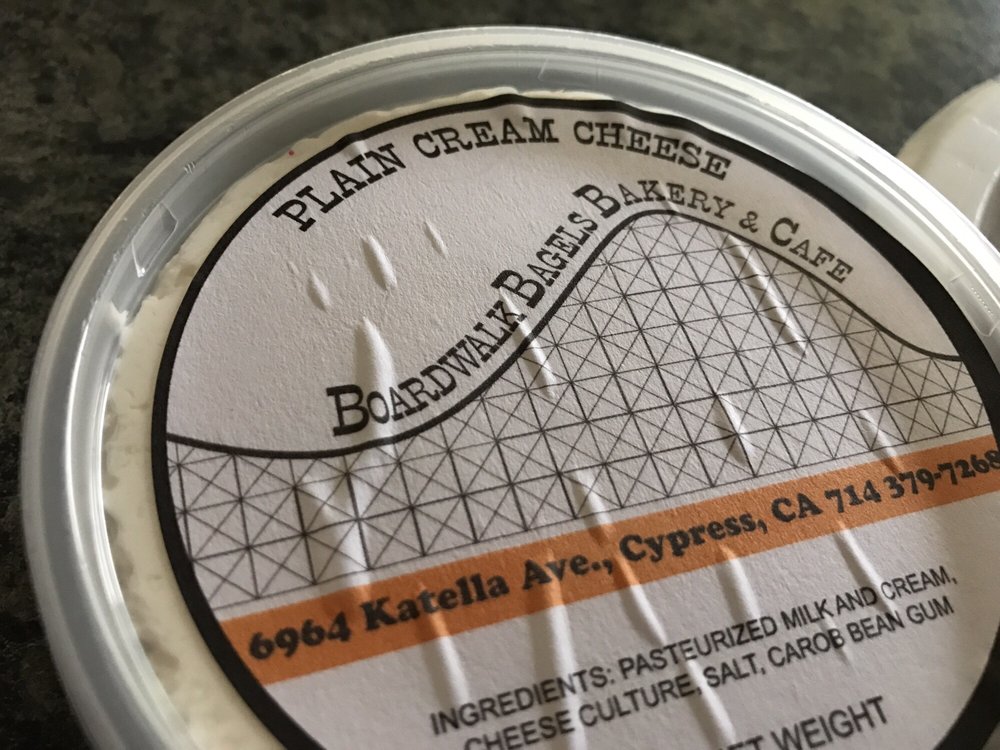 PLAIN CREAM CHEESE
BOARDWALK BAGELS BAKERY & CAFE
6964 Katella Ave., Cypress, CA 714 379-7268
INGREDIENTS: PASTEURIZED MILK AND CREAM,
CHEESE CULTURE, SALT, CAROB BEAN GUM
WEIGHT